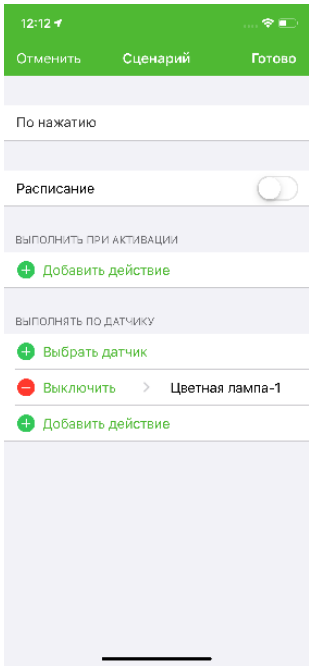 12:12
Отменить Сценарий Готово
По нажатию
Расписание
ВЫПОЛНИТЬ ПРИ АКТИВАЦИИ
Добавить действие
ВЫПОЛНЯТЬ ПО ДАТЧИКУ
Выбрать датчик
Выключить Цветная лампа-1
Добавить действие